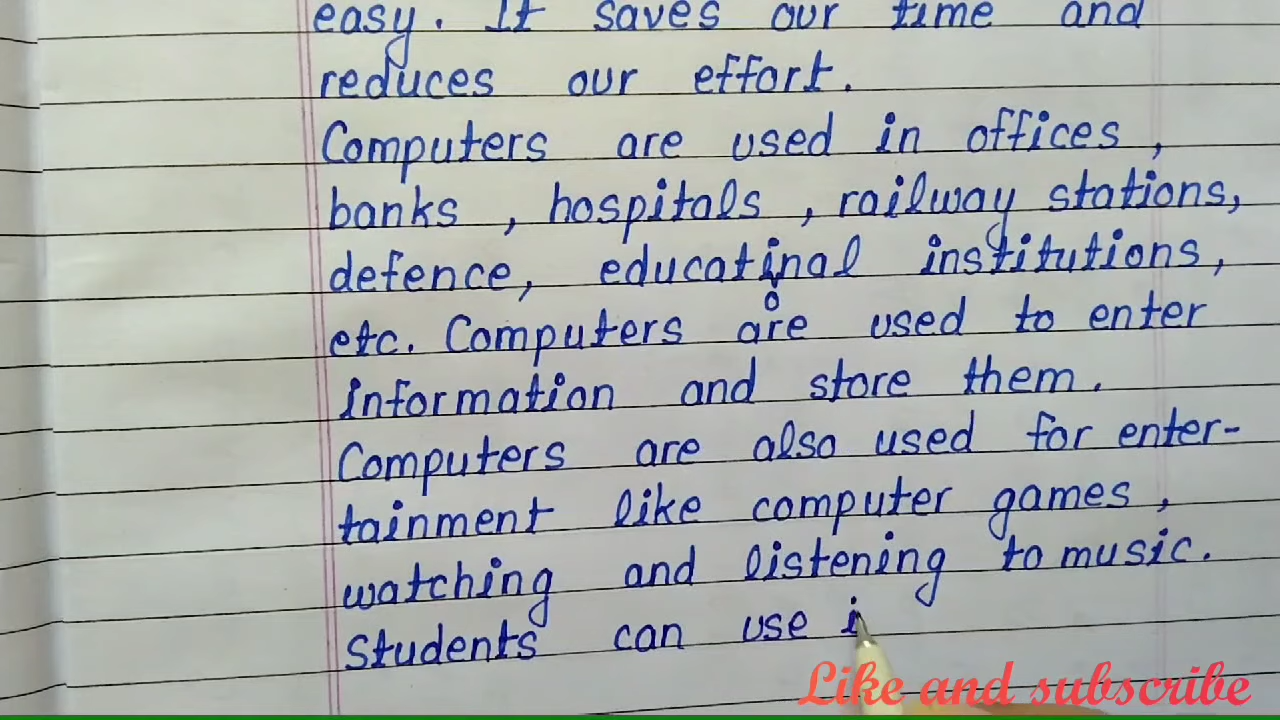 easy. It saves our time and
reduces our effort.
Computers are used in offices,
banks, hospitals, railway stations,
defence, educatinal institutions,
o
etc. Computers are used to enter
information and store them.
Computers are also used for enter-
tainment like computer games,
watching and listening to music.
Students can use i
Like and subscribe